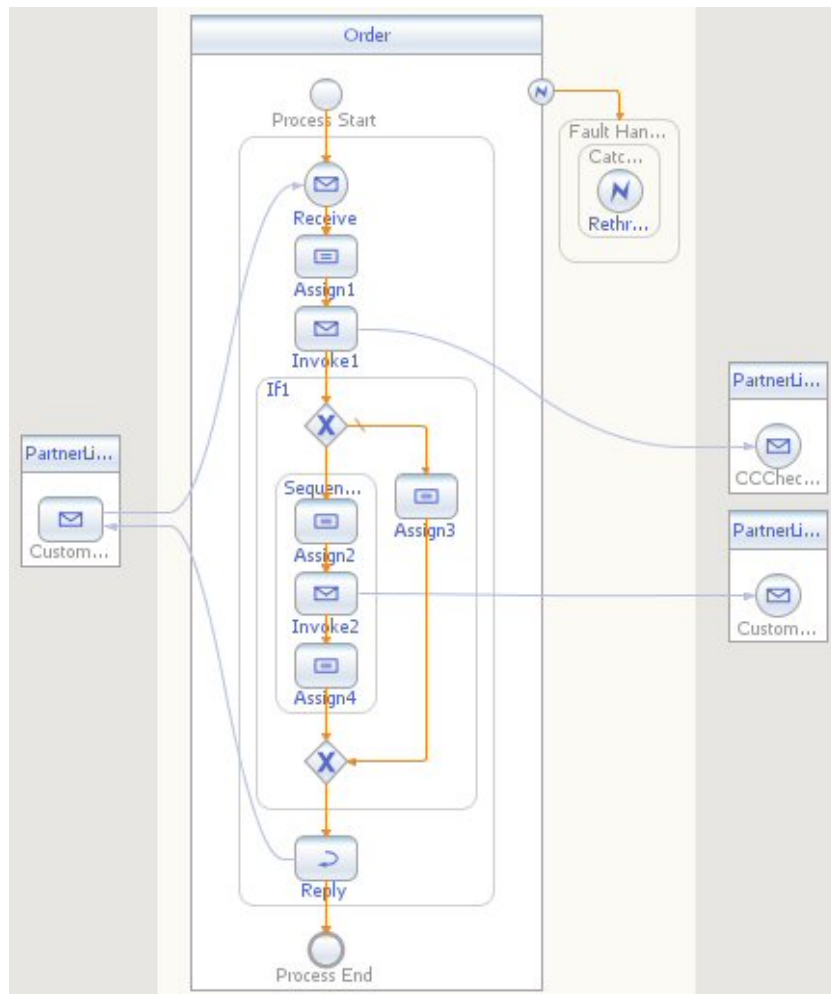 Order
Process Start
Fault Han...
Catc...
Receive
Rethr...
Assign1
Invoke1
PartnerLi...
If1
PartnerLi...
CCChec...
Sequen...
Assign3
Custom...
Assign2
PartnerLi...
Invoke2
Custom...
Assign4
Reply
Process End